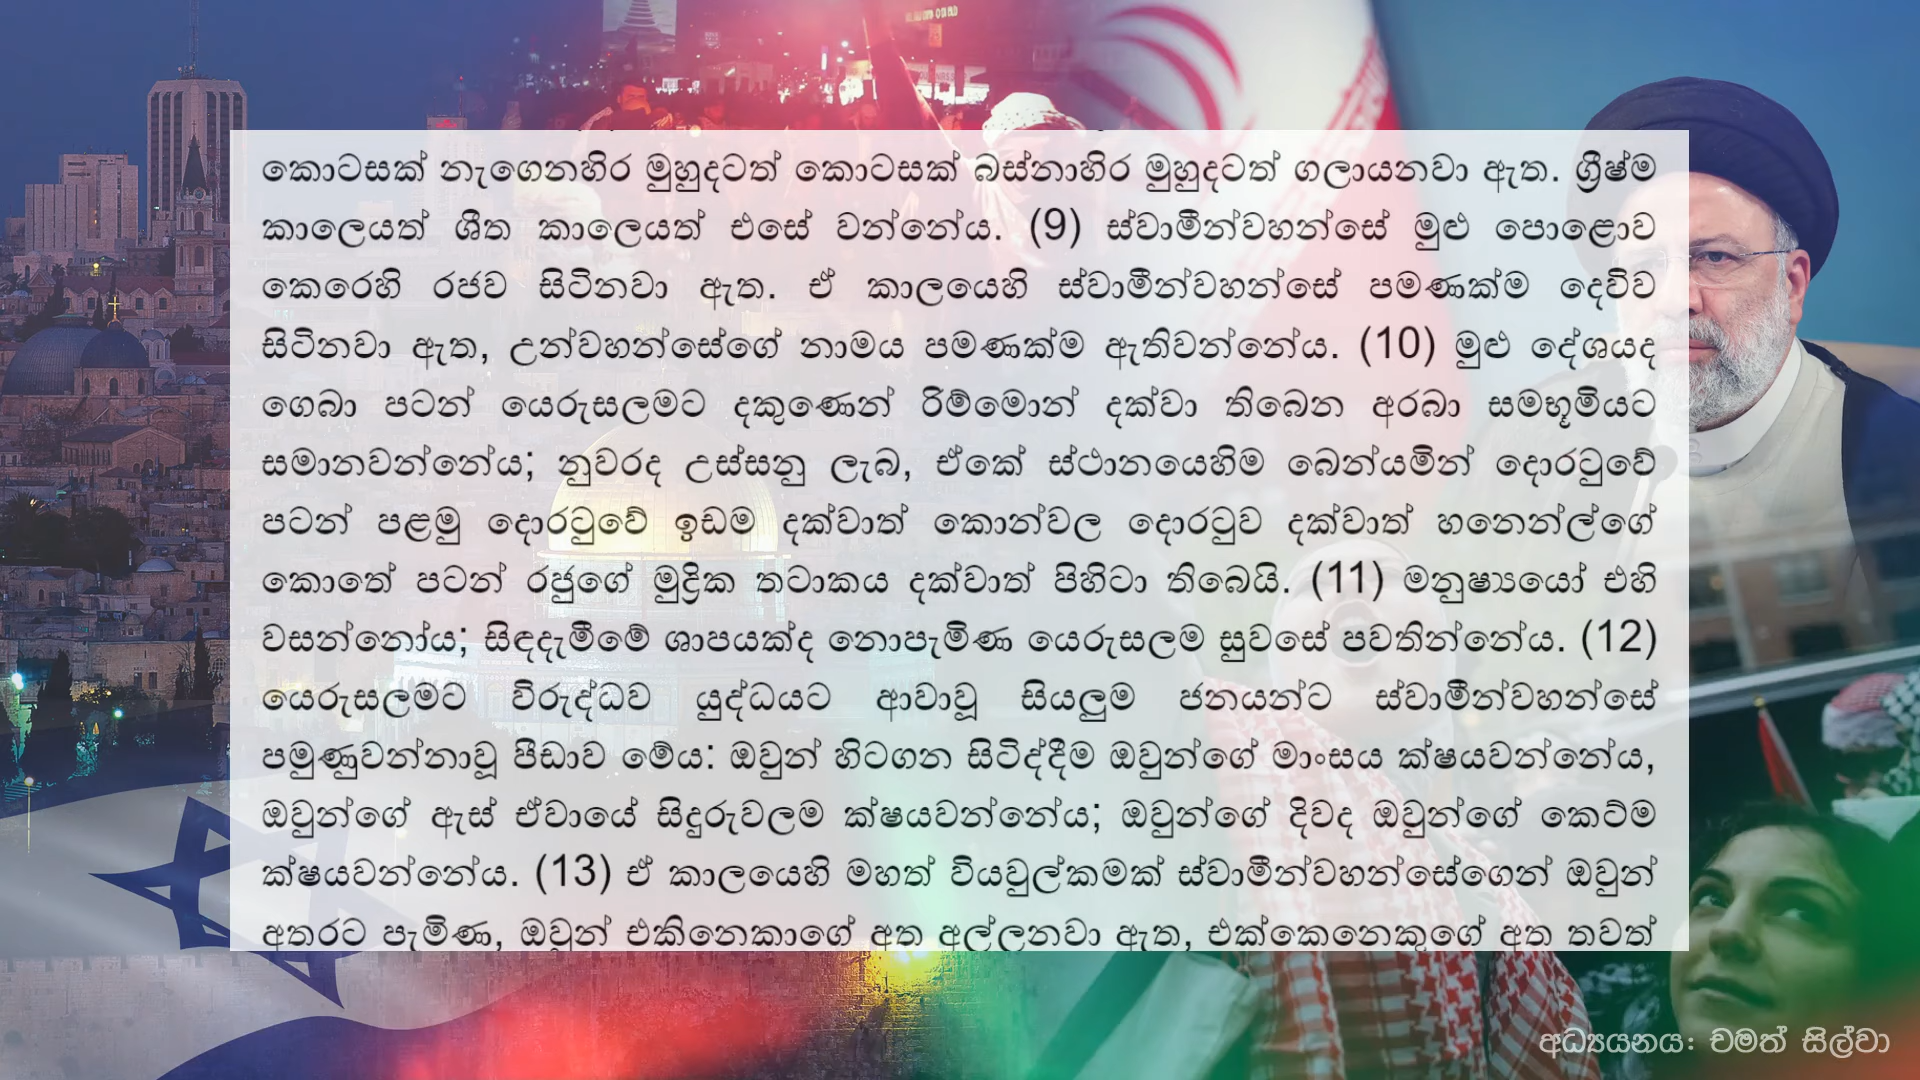 කොටසක් නැගෙනහිර මුහුදටත් කොටසක් බස්නාහිර මුහුදටත් ගලායනවා ඇත. ග්‍රීෂ්ම
කාලෙයත් ශීත කාලෙයත් එසේ වන්නේය. (9) ස්වාමීන්වහන්සේ මුළු පොළොව
කෙරෙහි රජව සිටිනවා ඇත. ඒ කාලයෙහි ස්වාමීන්වහන්සේ පමණක්ම දෙවිව
සිටිනවා ඇත, උන්වහන්සේගේ නාමය පමණක්ම ඇතිවන්නේය. (10) මුළු දේශයද
ගෙබා පටන් යෙරුසලමට දකුණෙන් රිම්මොන් දක්වා තිබෙන අරබා සමභූමියට
සමානවන්නේය; නුවරද උස්සනු ලැබ, ඒකේ ස්ථානයෙහිම බෙන්යමින් දොරටුවේ
පටන් පළමු දොරටුවේ ඉඩම දක්වාත් කොන්වල දොරටුව දක්වාත් හනෙන්ල්ගේ
කොතේ පටන් රජුගේ මුද්‍රික තටාකය දක්වාත් පිහිටා තිබෙයි. (11) මනුෂ්‍යයෝ එහි
වසන්නෝය; සිඳදැමීමේ ශාපයක්ද නොපැමිණ යෙරුසලම සුවසේ පවතින්නේය. (12)
යෙරුසලමට විරුද්ධව යුද්ධයට ආවාවූ සියලුම ජනයන්ට ස්වාමීන්වහන්සේ
පමුණුවන්නාවූ පීඩාව මේය: ඔවුන් හිටගන සිටිද්දීම ඔවුන්ගේ මාංසය ක්ෂයවන්නේය,
ඔවුන්ගේ ඇස් ඒවායේ සිදුරුවලම ක්ෂයවන්නේය; ඔවුන්ගේ දිවද ඔවුන්ගේ කෙට්ම
ක්ෂයවන්නේය. (13) ඒ කාලයෙහි මහත් වියවුල්කමක් ස්වාමීන්වහන්සේගෙන් ඔවුන්
අතරට පැමිණ, ඔවුන් එකිනෙකාගේ අත අල්ලනවා ඇත, එක්කෙනෙකුගේ අත තවත්
අධ්‍යයනය: චමත් සිල්වා